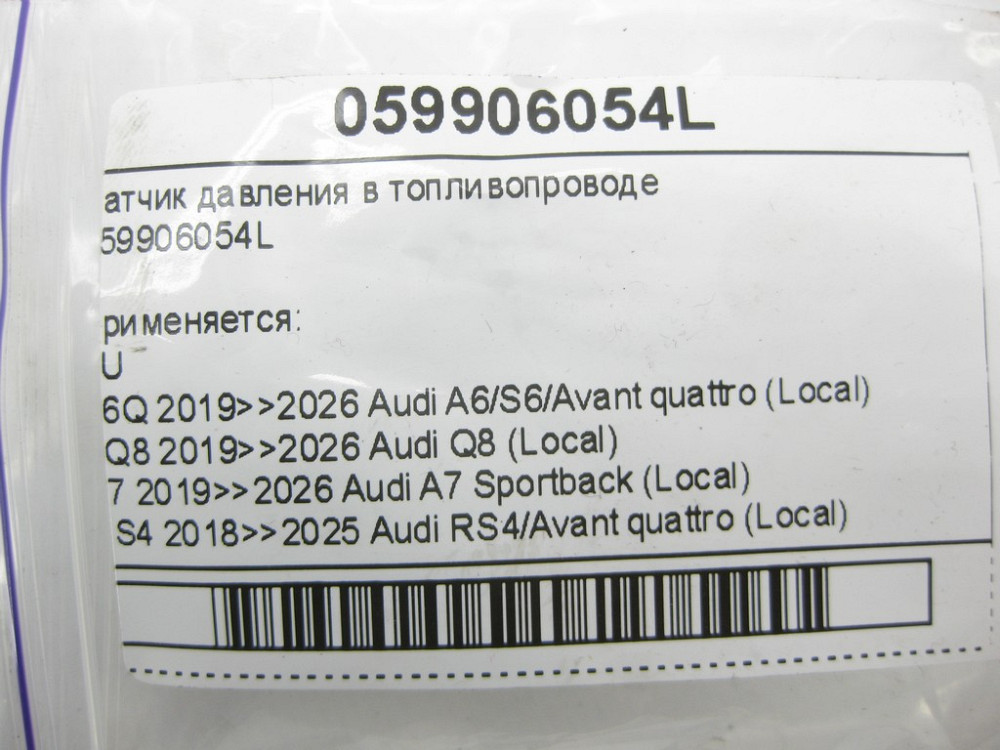 059906054L
атчик давления в топливопроводе
59906054L
рименяется:
U
6Q 2019>>2026 Audi A6/S6/Avant quattro (Local)
Q8 2019>>2026 Audi Q8 (Local)
7 2019>>2026 Audi A7 Sportback (Local)
S4 2018>>2025 Audi RS4/Avant quattro (Local)